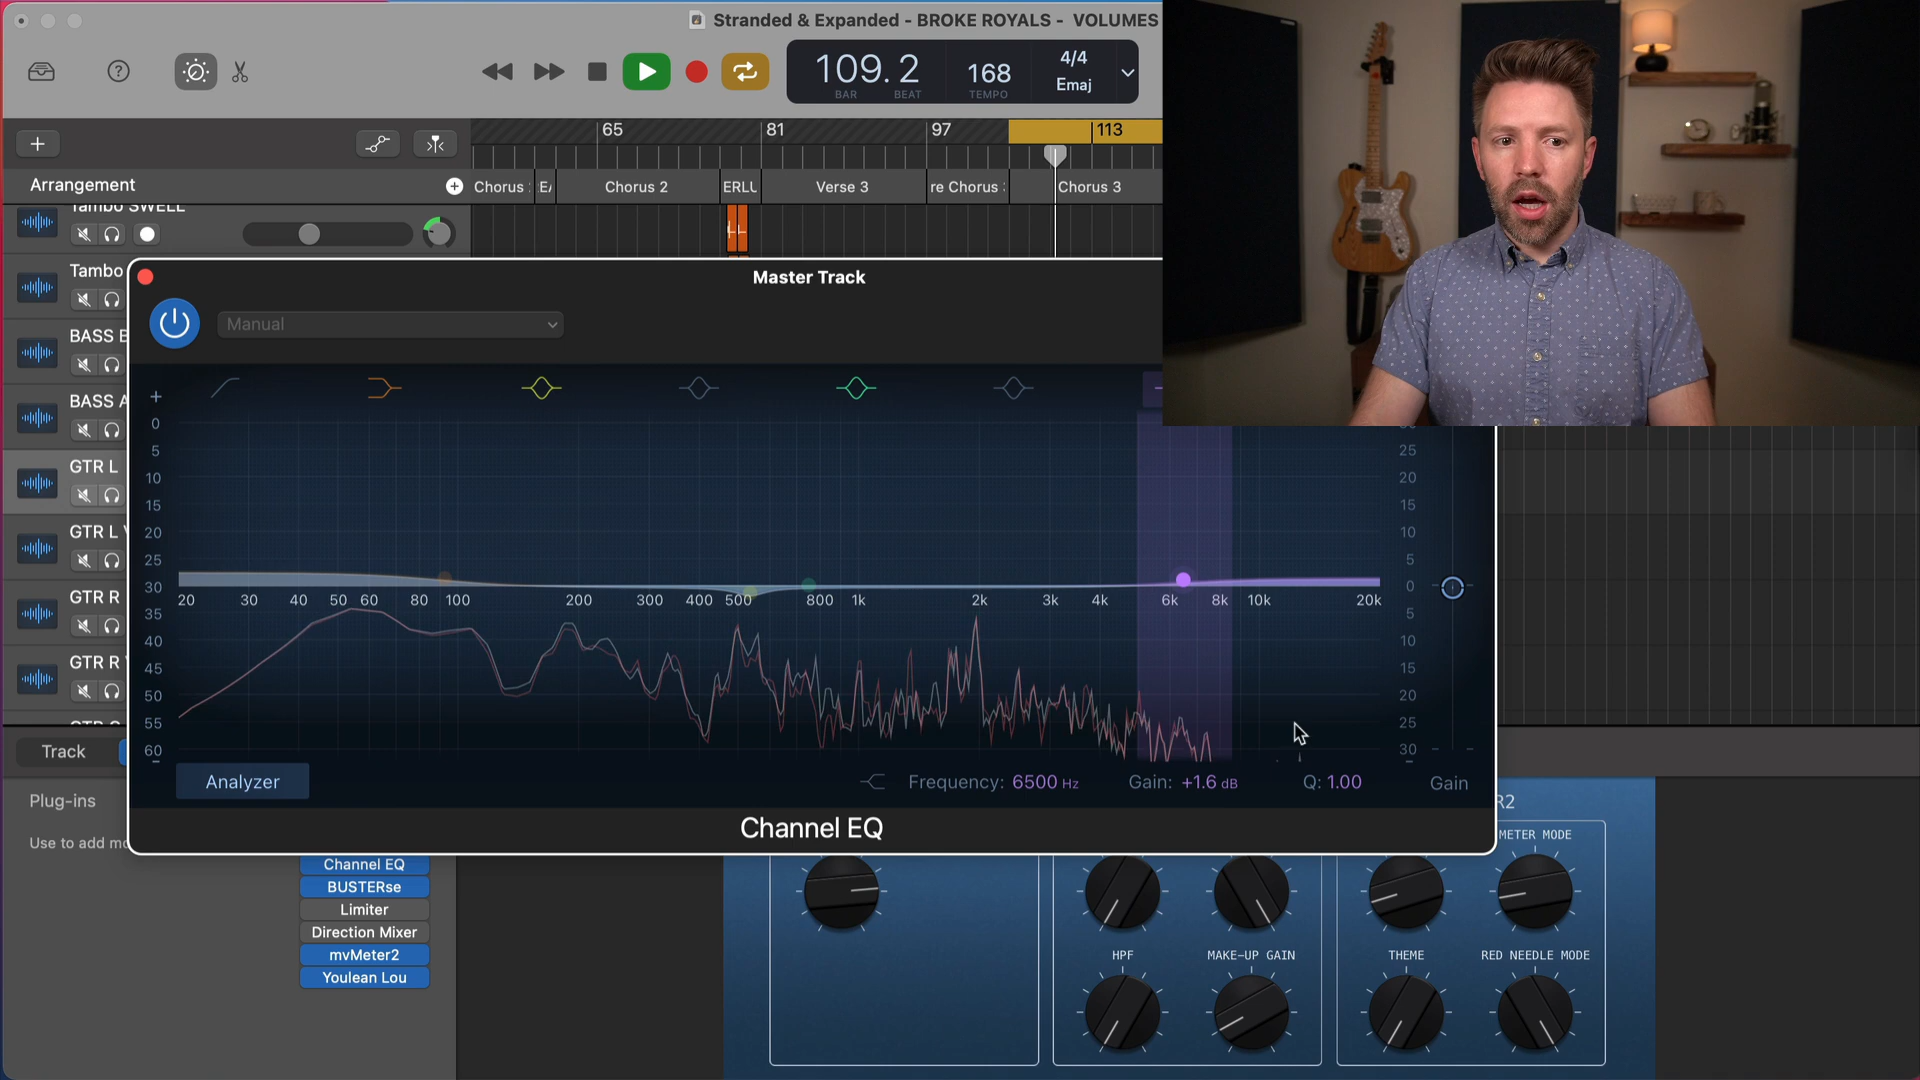 Stranded & Expanded - BROKE ROYALS - VOLUMES
109. 2
BAR
BEAT
168
TEMPO
4/4
Emaj
65
81
97
113
Arrangement
Chorus
E
Chorus 2
ERLU
Verse 3
re Chorus
Chorus 3
Tambo SWELL
Tambo
BASS B
BASS A
GTR L
GTR L
GTR R
GTR R
Master Track
Manual
+
0
5
10
15
20
25
30
35
40
45
50
55
60
20
30
40
50
60
80
100
200
300
400
500
800
1k
2k
3k
4k
6k
8k
10k
20k
25
20
15
10
5
0
5
10
15
20
25
30
Analyzer
Frequency: 6500 Hz
Gain: +1.6 dB
Q: 1.00
Gain
Channel EQ
Track
Plug-ins
Use to add mo
Channel EQ
BUSTERse
Limiter
Direction Mixer
mvMeter2
Youlean Lou
R2
METER MODE
HPF
MAKE-UP GAIN
THEME
RED NEEDLE MODE